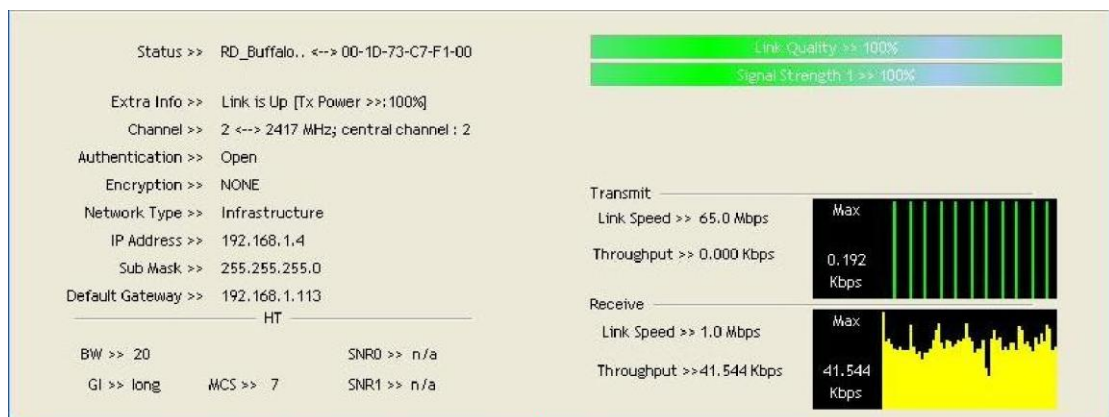 Status >> RD_Buffalo.. <--> 00-1D-73-C7-F1-00
Extra Info >> Link is Up [Tx Power >>:100%]
Channel >> 2 <--> 2417 MHz; central channel : 2
Authentication >> Open
Encryption >> NONE
Network Type >> Infrastructure
IP Address >> 192.168.1.4
Sub Mask >> 255.255.255.0
Default Gateway >> 192.168.1.113
HT
BW >> 20
SNR0 >> n/a
GI >> long
MCS >> 7
SNR1 >> n/a
Link Quality >> 100%
Signal Strength 1 >> 100%
Transmit
Link Speed >> 65.0 Mbps
Throughput >> 0.000 Kbps
Max
0.192
Kbps
Receive
Link Speed >> 1.0 Mbps
Throughput >>41.544 Kbps
Max
41.544
Kbps